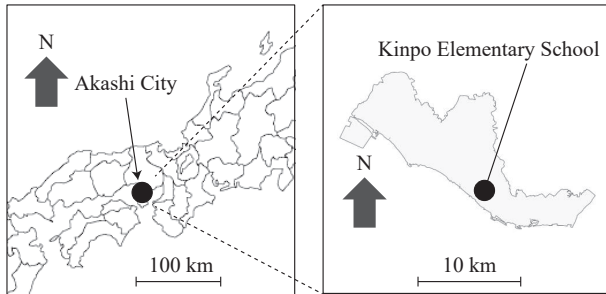 N
Akashi City
100 km
Kinpo Elementary School
N
10 km